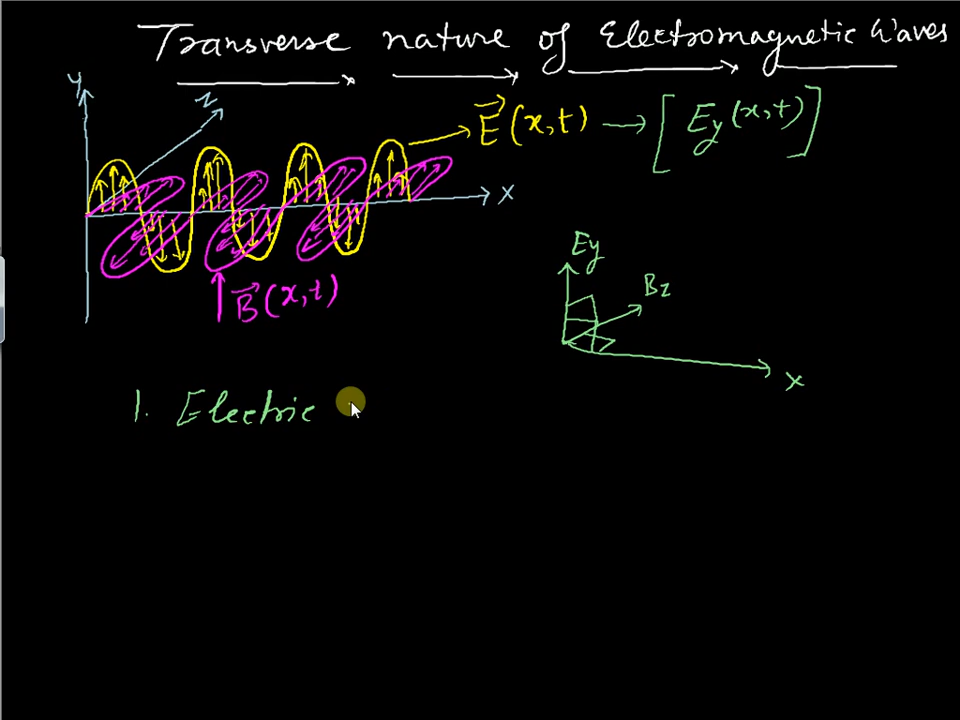 Transverse nature of Electromagnetic Waves
Y
Z
E⃗(x,t) → [Ey(x,t)]
X
B⃗(x,t)
Ey
Bz
X
1. Electric